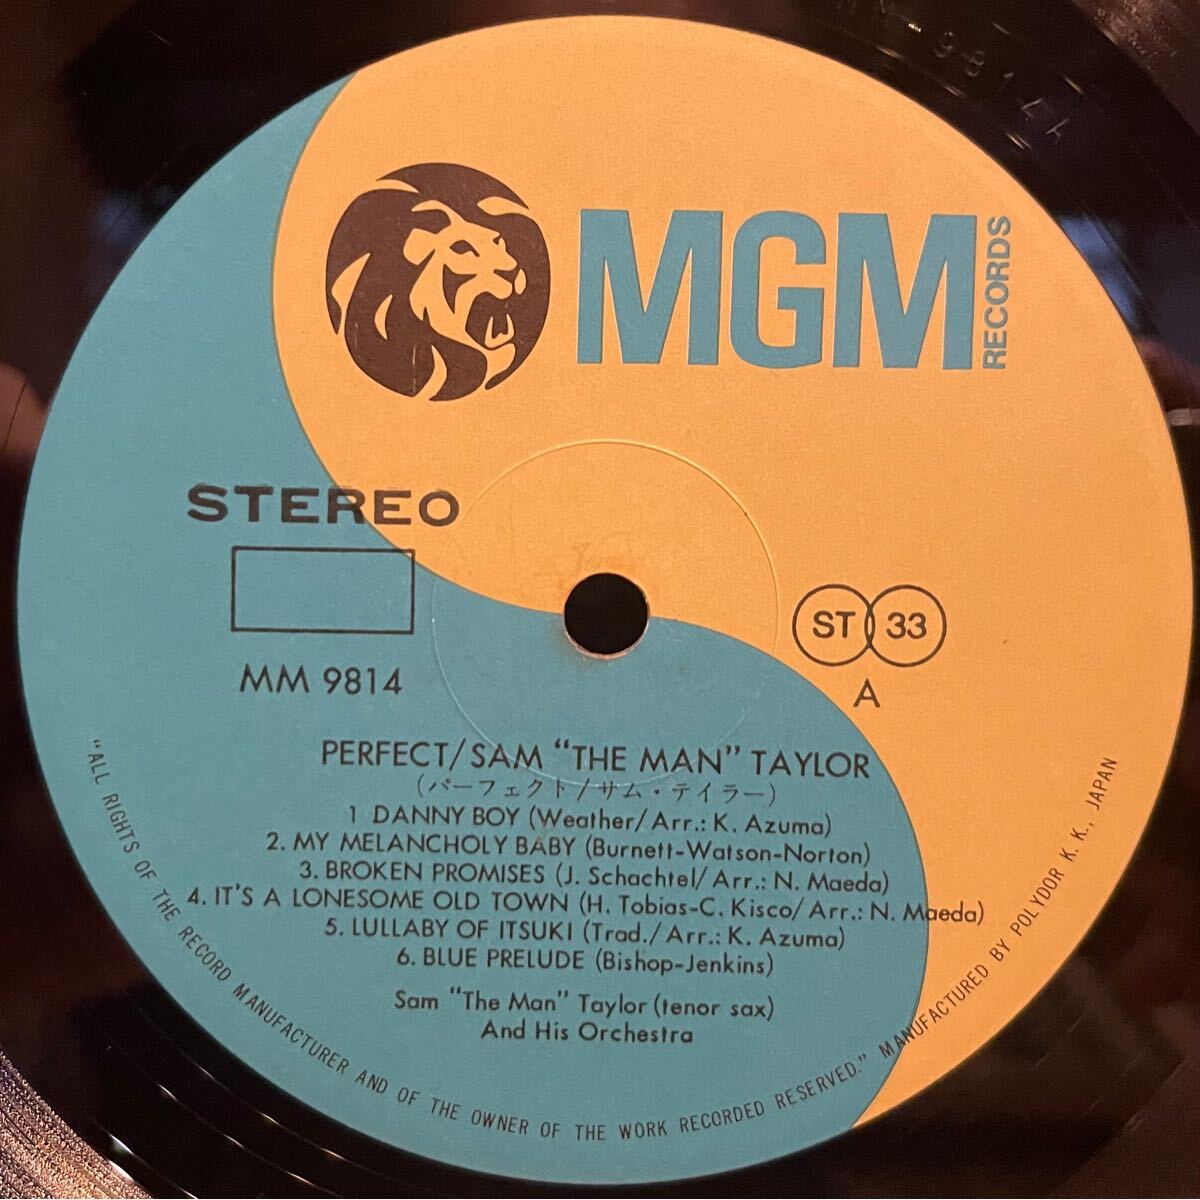 MGM
RECORDS
STEREO
MM 9814
ST 33
A
PERFECT/SAM “THE MAN” TAYLOR
(パーフェクト/サム・テイラー)
1 DANNY BOY (Weather/Arr.: K. Azuma)
2. MY MELANCHOLY BABY (Burnett-Watson-Norton)
3. BROKEN PROMISES (J. Schachtel/Arr.: N. Maeda)
4. IT'S A LONESOME OLD TOWN (H. Tobias-C. Kisco/Arr.: N. Maeda)
5. LULLABY OF ITSUKI (Trad./Arr.: K. Azuma)
6. BLUE PRELUDE (Bishop-Jenkins)
Sam “The Man” Taylor (tenor sax)
And His Orchestra
“ALL RIGHTS OF THE RECORD MANUFACTURER AND OF THE OWNER OF THE WORK RECORDED RESERVED.” MANUFACTURED BY POLYDOR K. K., JAPAN